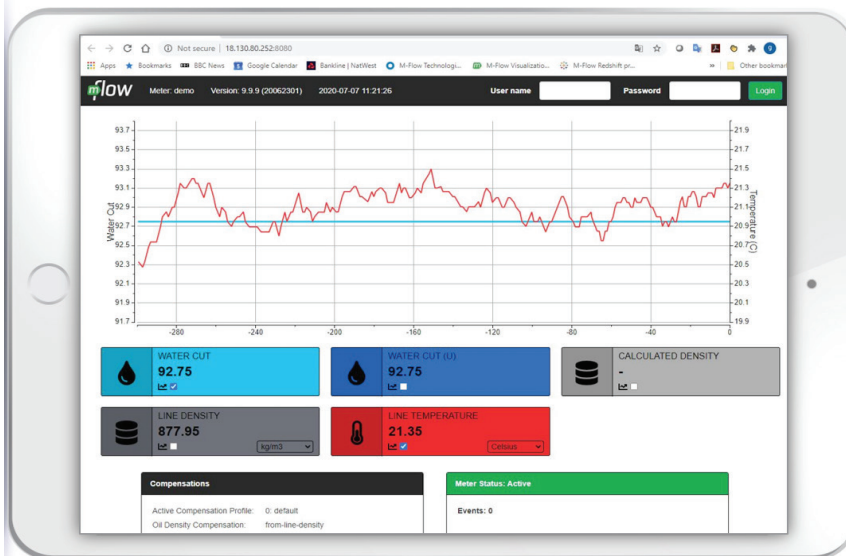 Not secure | 18.130.80.252:8080
Apps Bookmarks BBC News Google Calendar Bankline | NatWest M-Flow Technologi... M-Flow Visualizatio... M-Flow Redshift pr... » Other bookmar
mflow Meter: demo Version: 9.9.9 (20062301) 2020-07-07 11:21:26 User name Password Login
93.7 21.9
93.5 21.7
93.3 21.5
93.1 21.3
92.9 21.1
92.7 20.9
92.5 20.7
92.3 20.5
92.1 20.3
91.9 20.1
91.7 19.9
Water Cut
Temperature (C)
-280 -240 -200 -160 -120 -80 -40 0
WATER CUT
92.75
WATER CUT (U)
92.75
CALCULATED DENSITY
-
LINE DENSITY
877.95
kg/m3
LINE TEMPERATURE
21.35
Celsius
Compensations
Active Compensation Profile: 0: default
Oil Density Compensation: from-line-density
Meter Status: Active
Events: 0